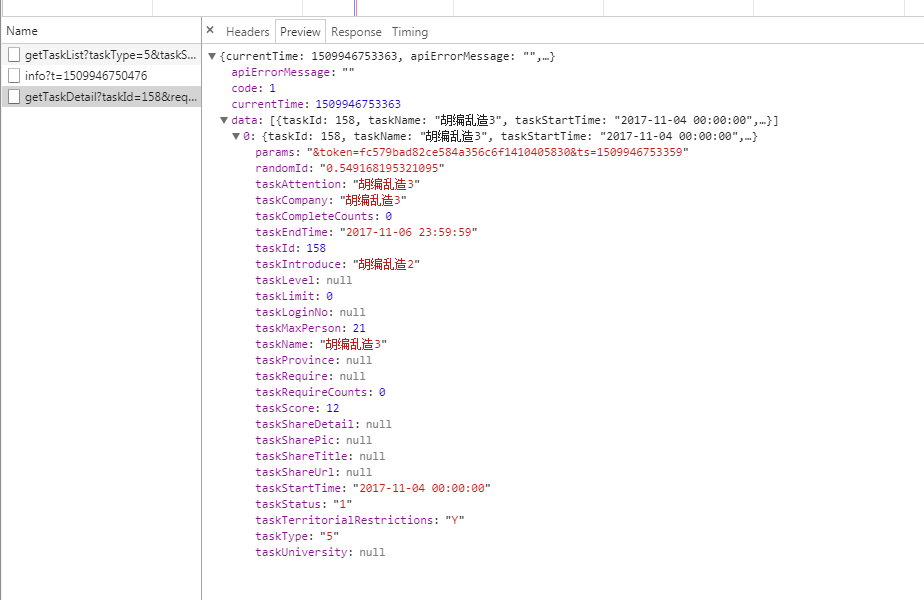 Name
× Headers Preview Response Timing
getTaskList?taskType=5&taskS...
info?t=1509946750476
getTaskDetail?taskId=158&req...
▼{currentTime: 1509946753363, apiErrorMessage: "",…}
apiErrorMessage: ""
code: 1
currentTime: 1509946753363
▼data: [{taskId: 158, taskName: "胡编乱造3", taskStartTime: "2017-11-04 00:00:00",…}]
▼0: {taskId: 158, taskName: "胡编乱造3", taskStartTime: "2017-11-04 00:00:00",…}
params: "&token=fc579bad82ce584a356c6f1410405830&ts=1509946753359"
randomId: "0.549168195321095"
taskAttention: "胡编乱造3"
taskCompany: "胡编乱造3"
taskCompleteCounts: 0
taskEndTime: "2017-11-06 23:59:59"
taskId: 158
taskIntroduce: "胡编乱造2"
taskLevel: null
taskLimit: 0
taskLoginNo: null
taskMaxPerson: 21
taskName: "胡编乱造3"
taskProvince: null
taskRequire: null
taskRequireCounts: 0
taskScore: 12
taskShareDetail: null
taskSharePic: null
taskShareTitle: null
taskShareUrl: null
taskStartTime: "2017-11-04 00:00:00"
taskStatus: "1"
taskTerritorialRestrictions: "Y"
taskType: "5"
taskUniversity: null